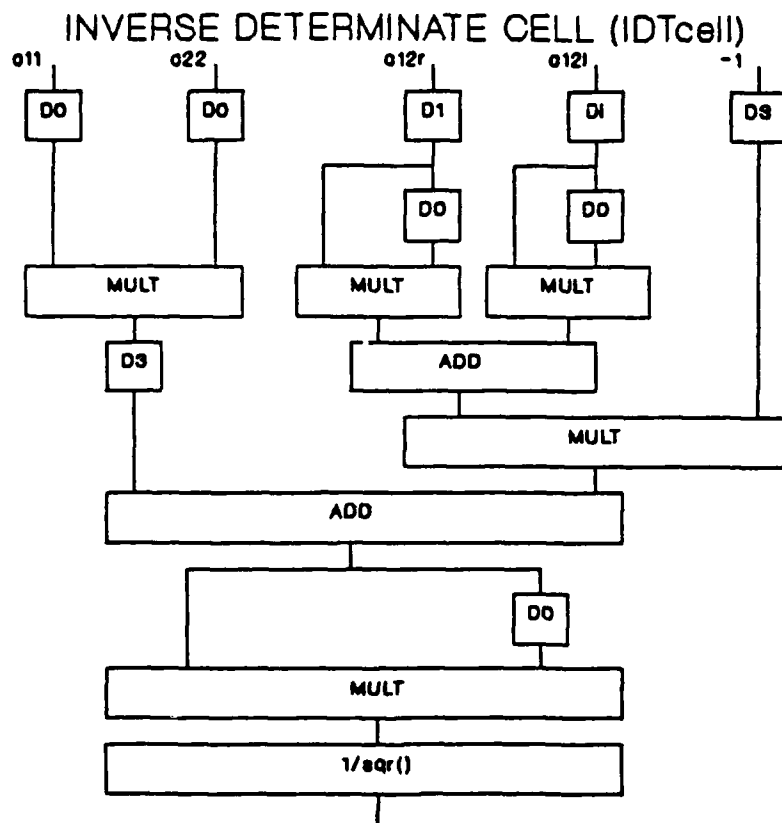 INVERSE DETERMINATE CELL (IDTcell)
a11 a22 a12r a12i -1
D0 D0 D1 Di DS
D0 D0
MULT MULT MULT
D3 ADD
MULT
ADD
D0
MULT
1/sqr()